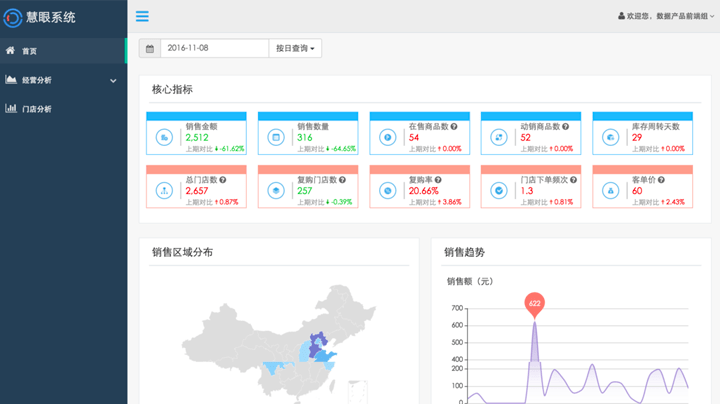 慧眼系统
欢迎您，数据产品前端组
首页
经营分析
门店分析
2016-11-08
按日查询
核心指标
销售金额
2,512
上期对比 -61.62%
销售数量
316
上期对比 -64.65%
在售商品数
54
上期对比 0.00%
动销商品数
52
上期对比 0.00%
库存周转天数
29
上期对比 0.00%
总门店数
2,657
上期对比 0.87%
复购门店数
257
上期对比 -0.39%
复购率
20.66%
上期对比 3.86%
门店下单频次
1.3
上期对比 0.81%
客单价
60
上期对比 2.43%
销售区域分布
销售趋势
销售额（元）
622
700
600
500
400
200
100
0